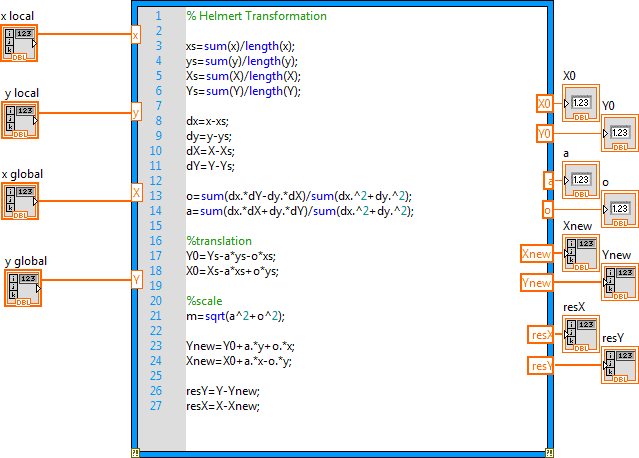 x local
123
DBL
x
y local
123
DBL
y
x global
123
DBL
X
y global
123
DBL
Y
1 % Helmert Transformation
2
3 xs=sum(x)/length(x);
4 ys=sum(y)/length(y);
5 Xs=sum(X)/length(X);
6 Ys=sum(Y)/length(Y);
7
8 dx=x-xs;
9 dy=y-ys;
10 dX=X-Xs;
11 dY=Y-Ys;
12
13 o=sum(dx.*dY-dy.*dX)/sum(dx.^2+dy.^2);
14 a=sum(dx.*dX+dy.*dY)/sum(dx.^2+dy.^2);
15
16 %translation
17 Y0=Ys-a*ys-o*xs;
18 X0=Xs-a*xs+o*ys;
19
20 %scale
21 m=sqrt(a^2+o^2);
22
23 Ynew=Y0+a.*y+o.*x;
24 Xnew=X0+a.*x-o.*y;
25
26 resY=Y-Ynew;
27 resX=X-Xnew;
X0
X0
1.23
DBL
Y0
Y0
1.23
DBL
a
a
1.23
DBL
o
o
1.23
DBL
Xnew
Xnew
123
DBL
Ynew
Ynew
123
DBL
resX
resX
123
DBL
resY
resY
123
DBL